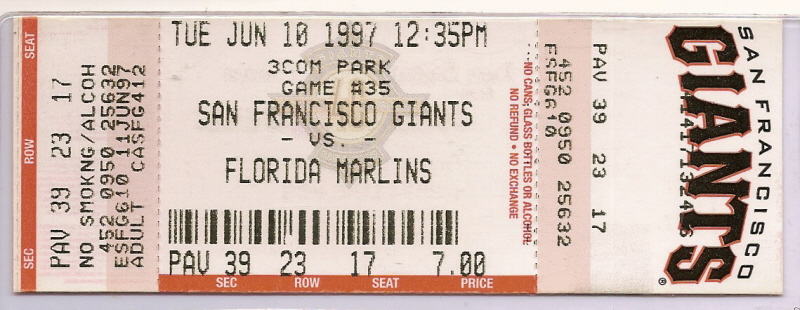 SEAT
ROW
SEC
17
23
PAV 39
NO SMOKNG/ALCOH
452 0950 25632
ESFG610 11JUN97
ADULT CASFG412
TUE JUN 10 1997 12:35PM
3COM PARK
GAME #35
SAN FRANCISCO GIANTS
- VS. -
FLORIDA MARLINS
PAV 39 23 17 7.00
SEC ROW SEAT PRICE
NO CANS, GLASS BOTTLES OR ALCOHOL
NO REFUND • NO EXCHANGE
ESFG610
452 0950 25632
PAV 39 23 17
SAN FRANCISCO
GIANTS
©